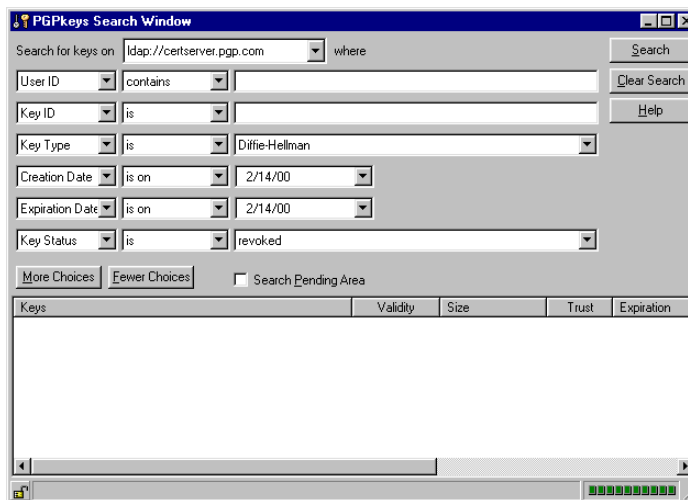 PGPkeys Search Window
Search for keys on ldap://certserver.pgp.com where Search
User ID contains Clear Search
Key ID is Help
Key Type is Diffie-Hellman
Creation Date is on 2/14/00
Expiration Date is on 2/14/00
Key Status is revoked
More Choices Fewer Choices Search Pending Area
Keys Validity Size Trust Expiration